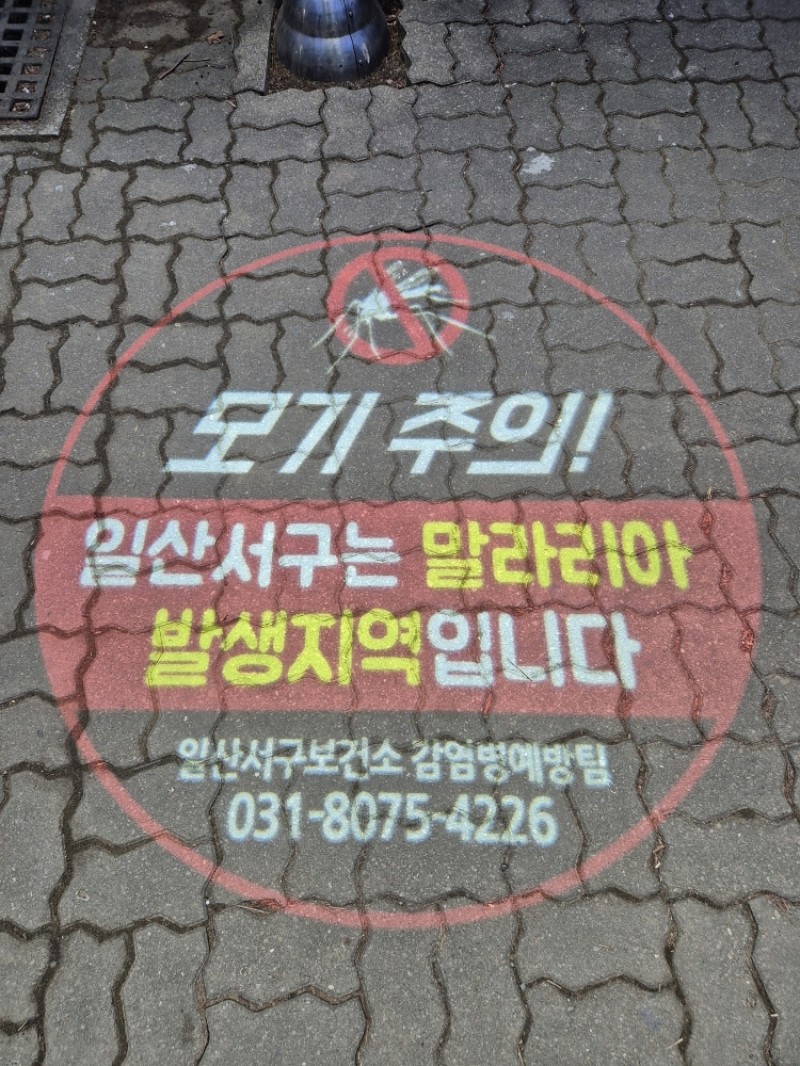 모기 주의!
일산서구는 말라리아
발생지역입니다
일산서구보건소 감염병예방팀
031-8075-4226